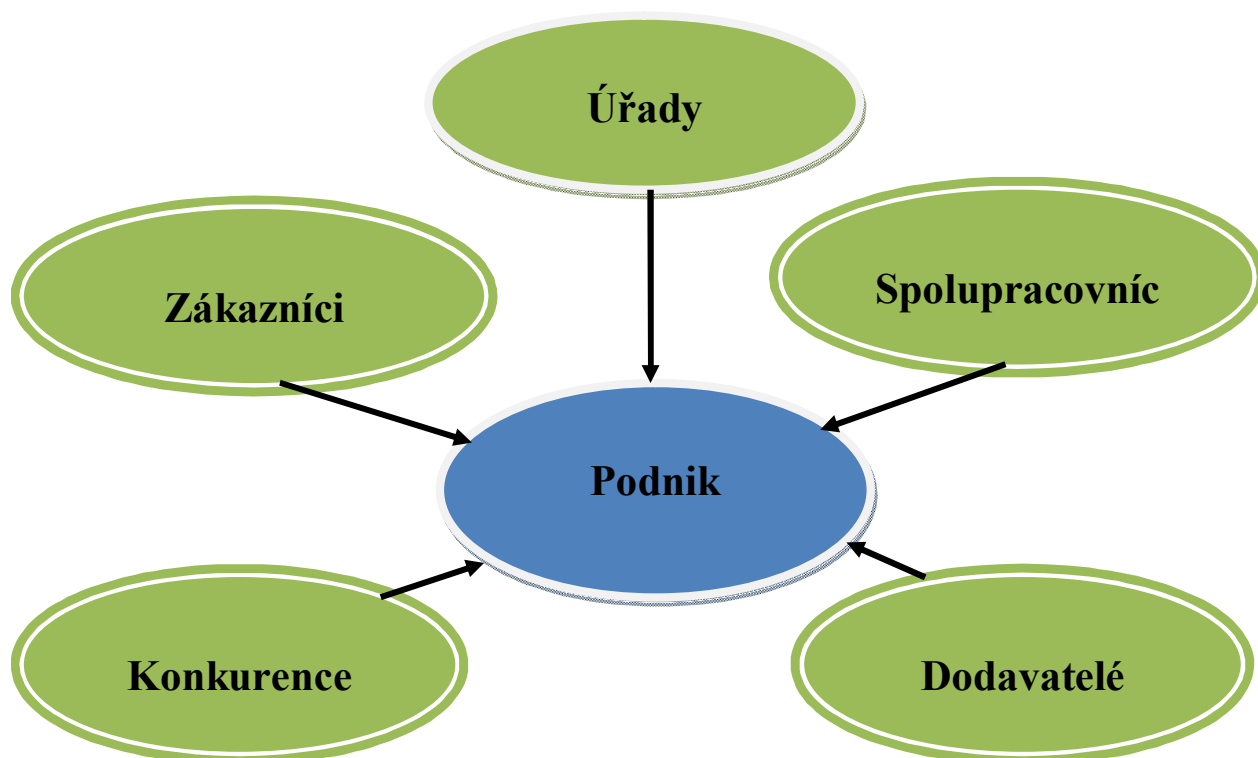 Úřady
Zákazníci
Spolupracovníc
Podnik
Konkurence
Dodavatelé